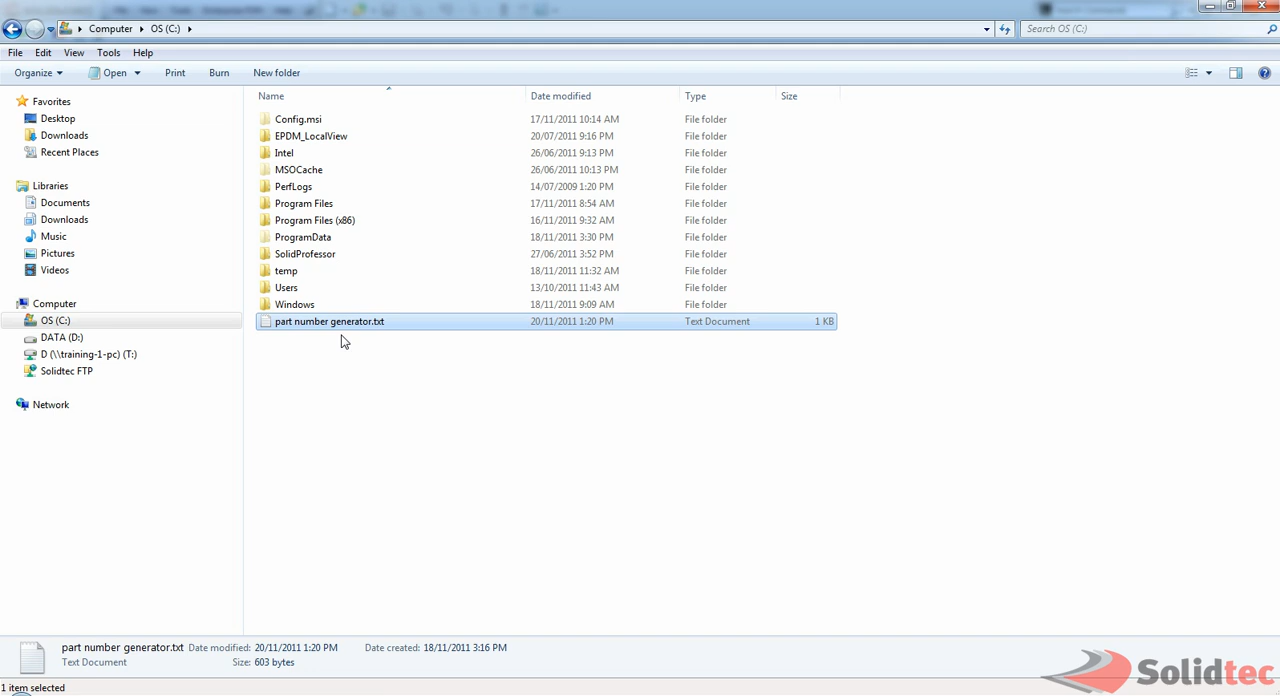 Computer OS (C:) Search OS (C:)
File Edit View Tools Help
Organize Open Print Burn New folder
Name Date modified Type Size
Favorites
Desktop
Downloads
Recent Places
Libraries
Documents
Downloads
Music
Pictures
Videos
Computer
OS (C:)
DATA (D:)
D (\\training-1-pc) (T:)
Solidtec FTP
Network
Config.msi 17/11/2011 10:14 AM File folder
EPDM_LocalView 20/07/2011 9:16 PM File folder
Intel 26/06/2011 9:13 PM File folder
MSOCache 26/06/2011 10:13 PM File folder
PerfLogs 14/07/2009 1:20 PM File folder
Program Files 17/11/2011 8:54 AM File folder
Program Files (x86) 16/11/2011 9:32 AM File folder
ProgramData 18/11/2011 3:30 PM File folder
SolidProfessor 27/06/2011 3:52 PM File folder
temp 18/11/2011 11:32 AM File folder
Users 13/10/2011 11:43 AM File folder
Windows 18/11/2011 9:09 AM File folder
part number generator.txt 20/11/2011 1:20 PM Text Document 1 KB
part number generator.txt Date modified: 20/11/2011 1:20 PM Date created: 18/11/2011 3:16 PM
Text Document Size: 603 bytes
1 item selected
Solidtec